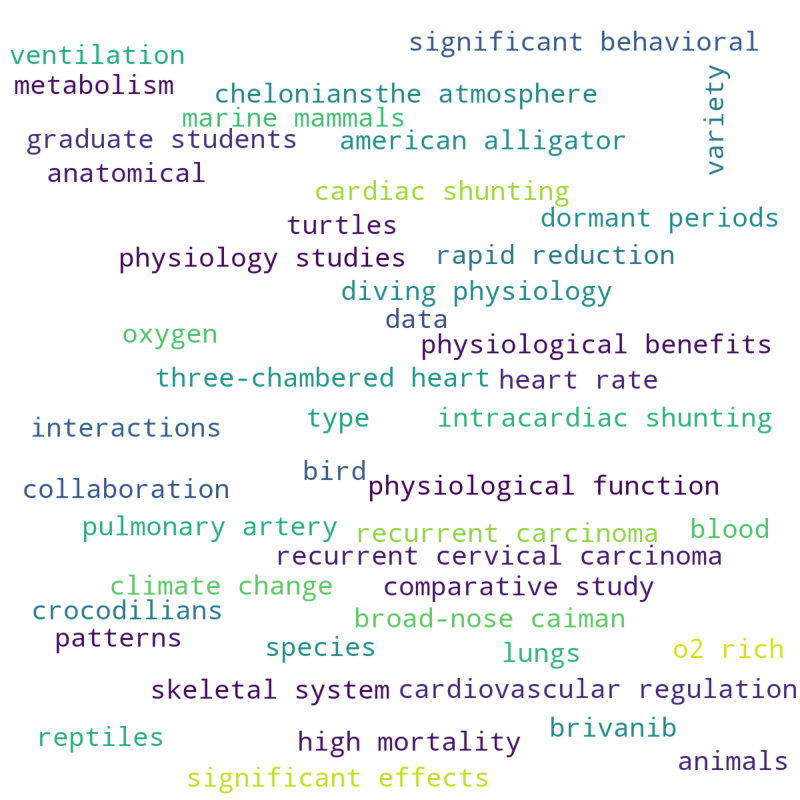 significant behavioral
ventilation
variety
metabolism
cheloniansthe atmosphere
marine mammals
graduate students
american alligator
anatomical
cardiac shunting
dormant periods
turtles
physiology studies
rapid reduction
diving physiology
data
oxygen
physiological benefits
three-chambered heart
heart rate
type
intracardiac shunting
interactions
bird
collaboration
physiological function
pulmonary artery
recurrent carcinoma
blood
recurrent cervical carcinoma
climate change
comparative study
crocodilians
broad-nose caiman
patterns
species
lungs
o2 rich
skeletal system
cardiovascular regulation
brivanib
reptiles
high mortality
animals
significant effects